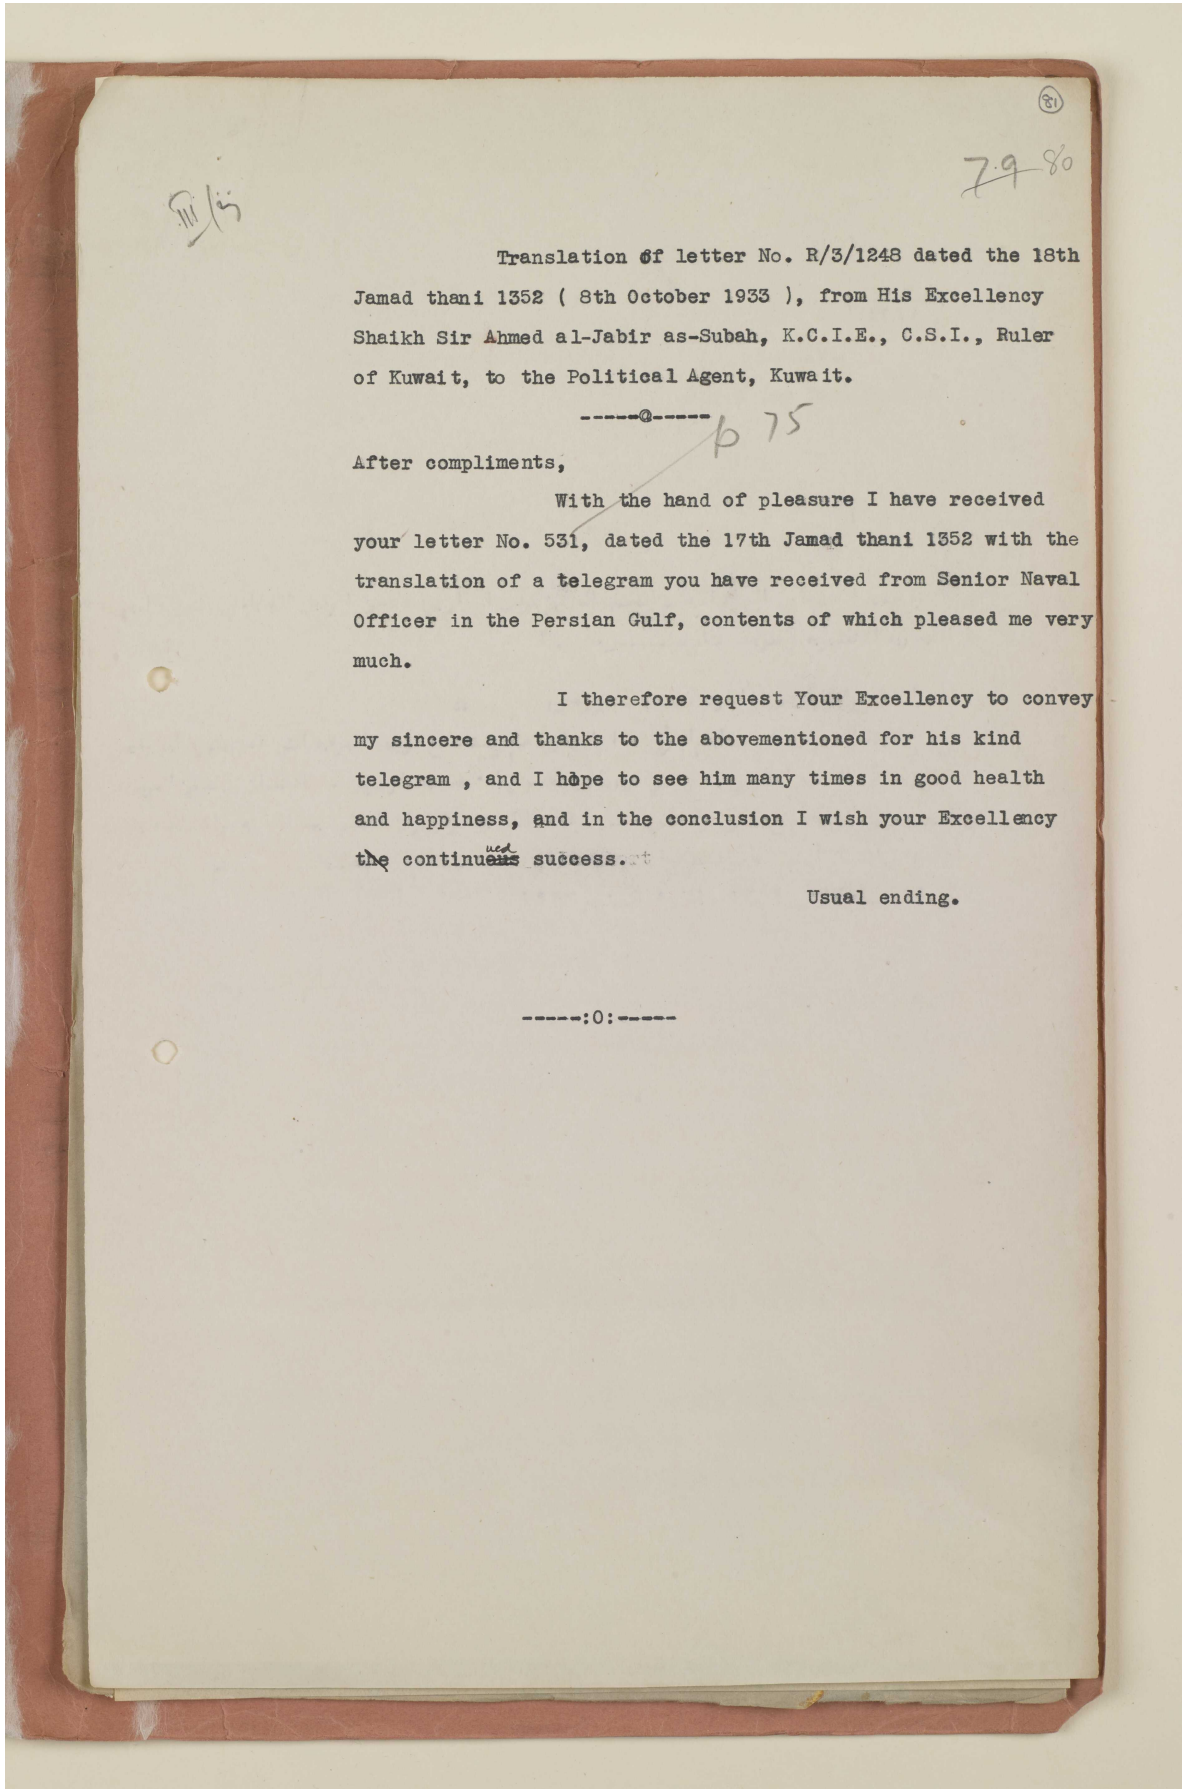 81
79 80
III/ij
Translation of letter No. R/3/1248 dated the 18th
Jamad thani 1352 ( 8th October 1933 ), from His Excellency
Shaikh Sir Ahmed al-Jabir as-Subah, K.C.I.E., C.S.I., Ruler
of Kuwait, to the Political Agent, Kuwait.
-----@-----
p 75
After compliments,
With the hand of pleasure I have received
your letter No. 531, dated the 17th Jamad thani 1352 with the
translation of a telegram you have received from Senior Naval
Officer in the Persian Gulf, contents of which pleased me very
much.
I therefore request Your Excellency to convey
my sincere and thanks to the abovementioned for his kind
telegram , and I hope to see him many times in good health
and happiness, and in the conclusion I wish your Excellency
ued
the continueus success.
Usual ending.
-----:O:-----